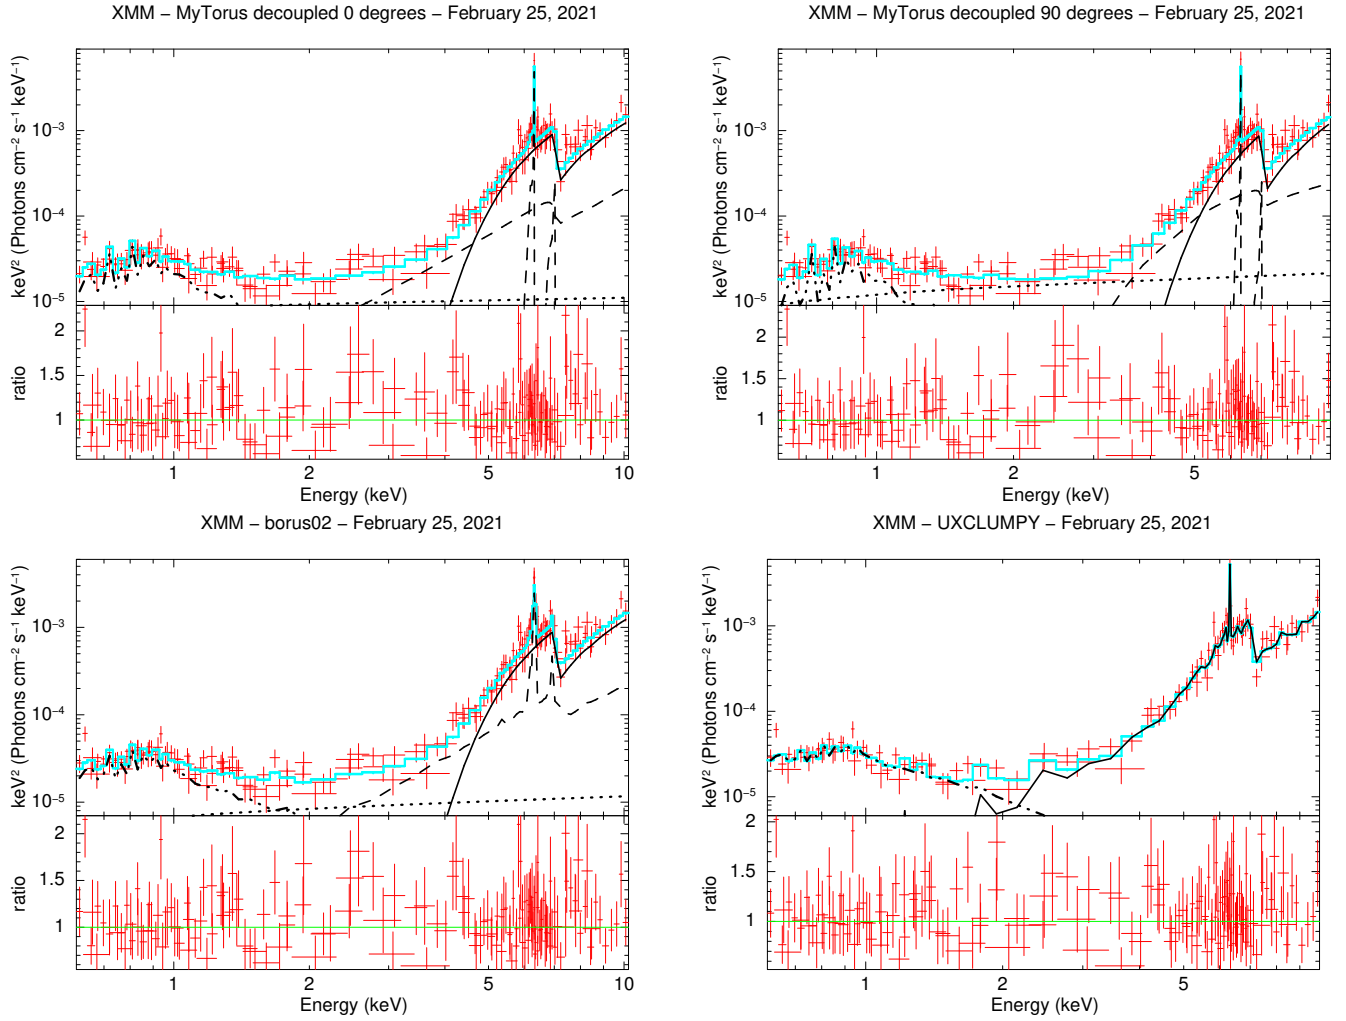 XMM − MyTorus decoupled 0 degrees − February 25, 2021
keV² (Photons cm⁻² s⁻¹ keV⁻¹)
10⁻³
10⁻⁴
10⁻⁵
ratio
2
1.5
1
1 2 5 10
Energy (keV)
XMM − MyTorus decoupled 90 degrees − February 25, 2021
keV² (Photons cm⁻² s⁻¹ keV⁻¹)
10⁻³
10⁻⁴
10⁻⁵
ratio
2
1.5
1
1 2 5
Energy (keV)
XMM − borus02 − February 25, 2021
keV² (Photons cm⁻² s⁻¹ keV⁻¹)
10⁻³
10⁻⁴
10⁻⁵
ratio
2
1.5
1
1 2 5 10
Energy (keV)
XMM − UXCLUMPY − February 25, 2021
keV² (Photons cm⁻² s⁻¹ keV⁻¹)
10⁻³
10⁻⁴
10⁻⁵
ratio
2
1.5
1
1 2 5
Energy (keV)